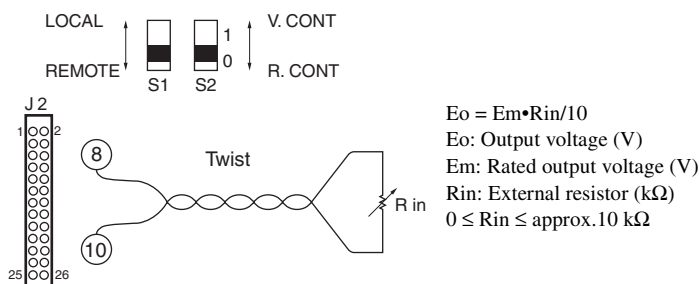 LOCAL V. CONT
1
0
REMOTE R. CONT
S1 S2
J 2
1 2
8
Twist
10
R in
25 26
Eo = Em•Rin/10
Eo: Output voltage (V)
Em: Rated output voltage (V)
Rin: External resistor (kΩ)
0 ≤ Rin ≤ approx.10 kΩ